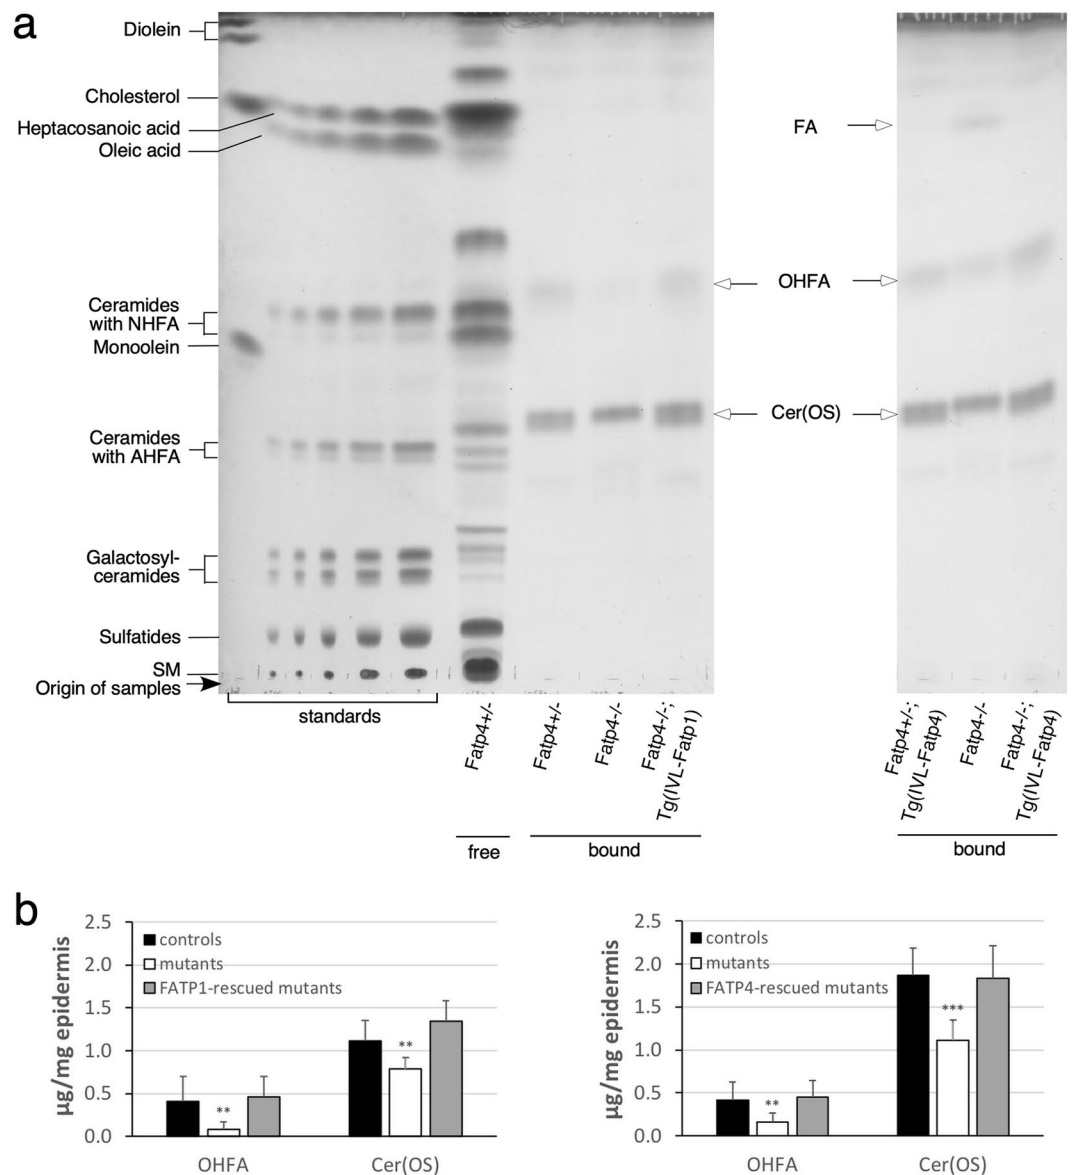 a
Diolein
Cholesterol
Heptacosanoic acid
Oleic acid
Ceramides
with NHFA
Monoolein
Ceramides
with AHFA
Galactosyl-
ceramides
Sulfatides
SM
Origin of samples
standards
FA
OHFA
Cer(OS)
Fatp4+/-
Fatp4+/-
Fatp4-/-
Fatp4-/-;
Tg(IVL-Fatp1)
Fatp4+/-;
Tg(IVL-Fatp4)
Fatp4-/-
Fatp4-/-;
Tg(IVL-Fatp4)
free
bound
bound
b
µg/mg epidermis
2.5
2.0
1.5
1.0
0.5
0.0
controls
mutants
FATP1-rescued mutants
**
**
OHFA
Cer(OS)
µg/mg epidermis
2.5
2.0
1.5
1.0
0.5
0.0
controls
mutants
FATP4-rescued mutants
**
***
OHFA
Cer(OS)